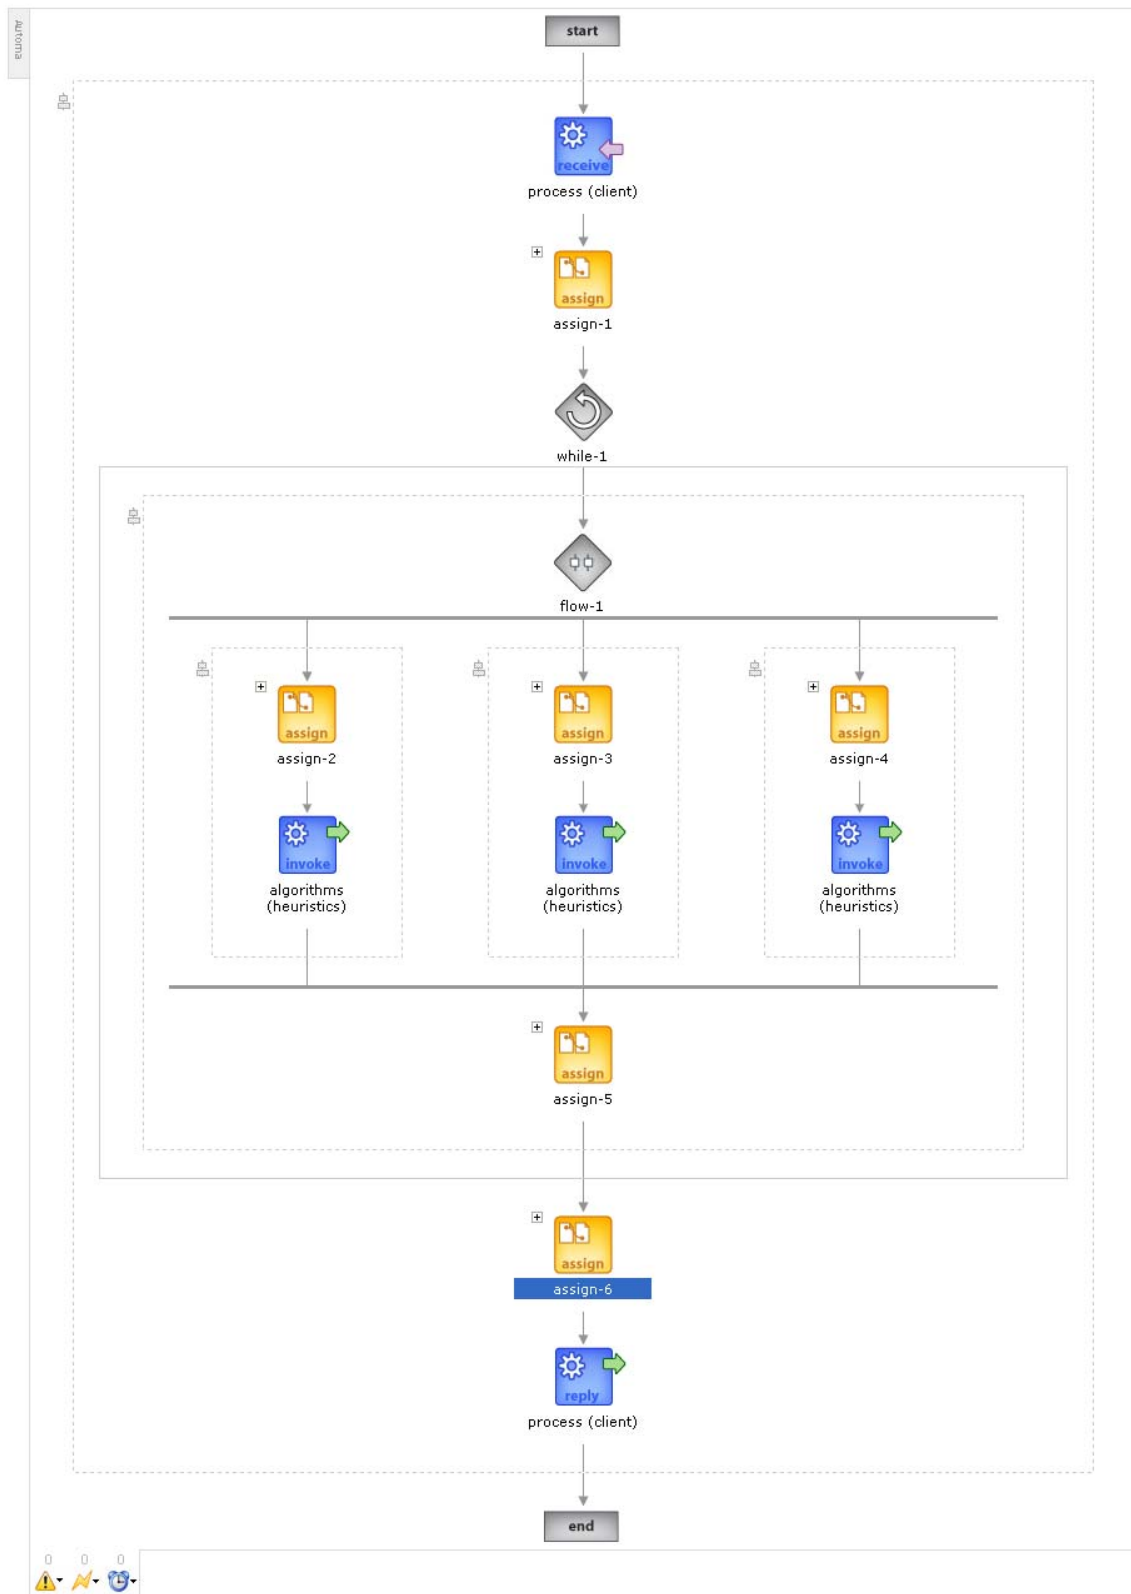 Automa
start
receive
process (client)
assign
assign-1
while-1
flow-1
assign
assign
assign
assign-2
assign-3
assign-4
invoke
invoke
invoke
algorithms
(heuristics)
algorithms
(heuristics)
algorithms
(heuristics)
assign
assign-5
assign
assign-6
reply
process (client)
end
0
0
0